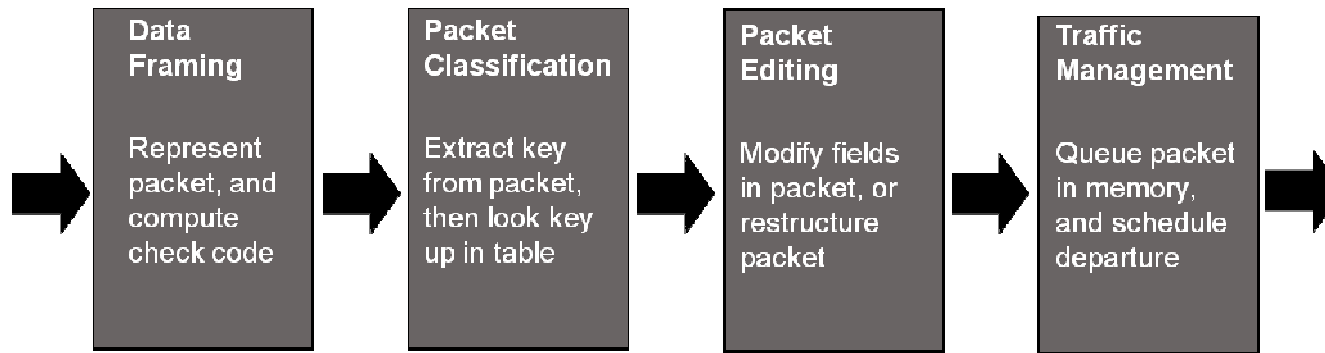 Data
Framing
Represent
packet, and
compute
check code
Packet
Classification
Extract key
from packet,
then look key
up in table
Packet
Editing
Modify fields
in packet, or
restructure
packet
Traffic
Management
Queue packet
in memory,
and schedule
departure